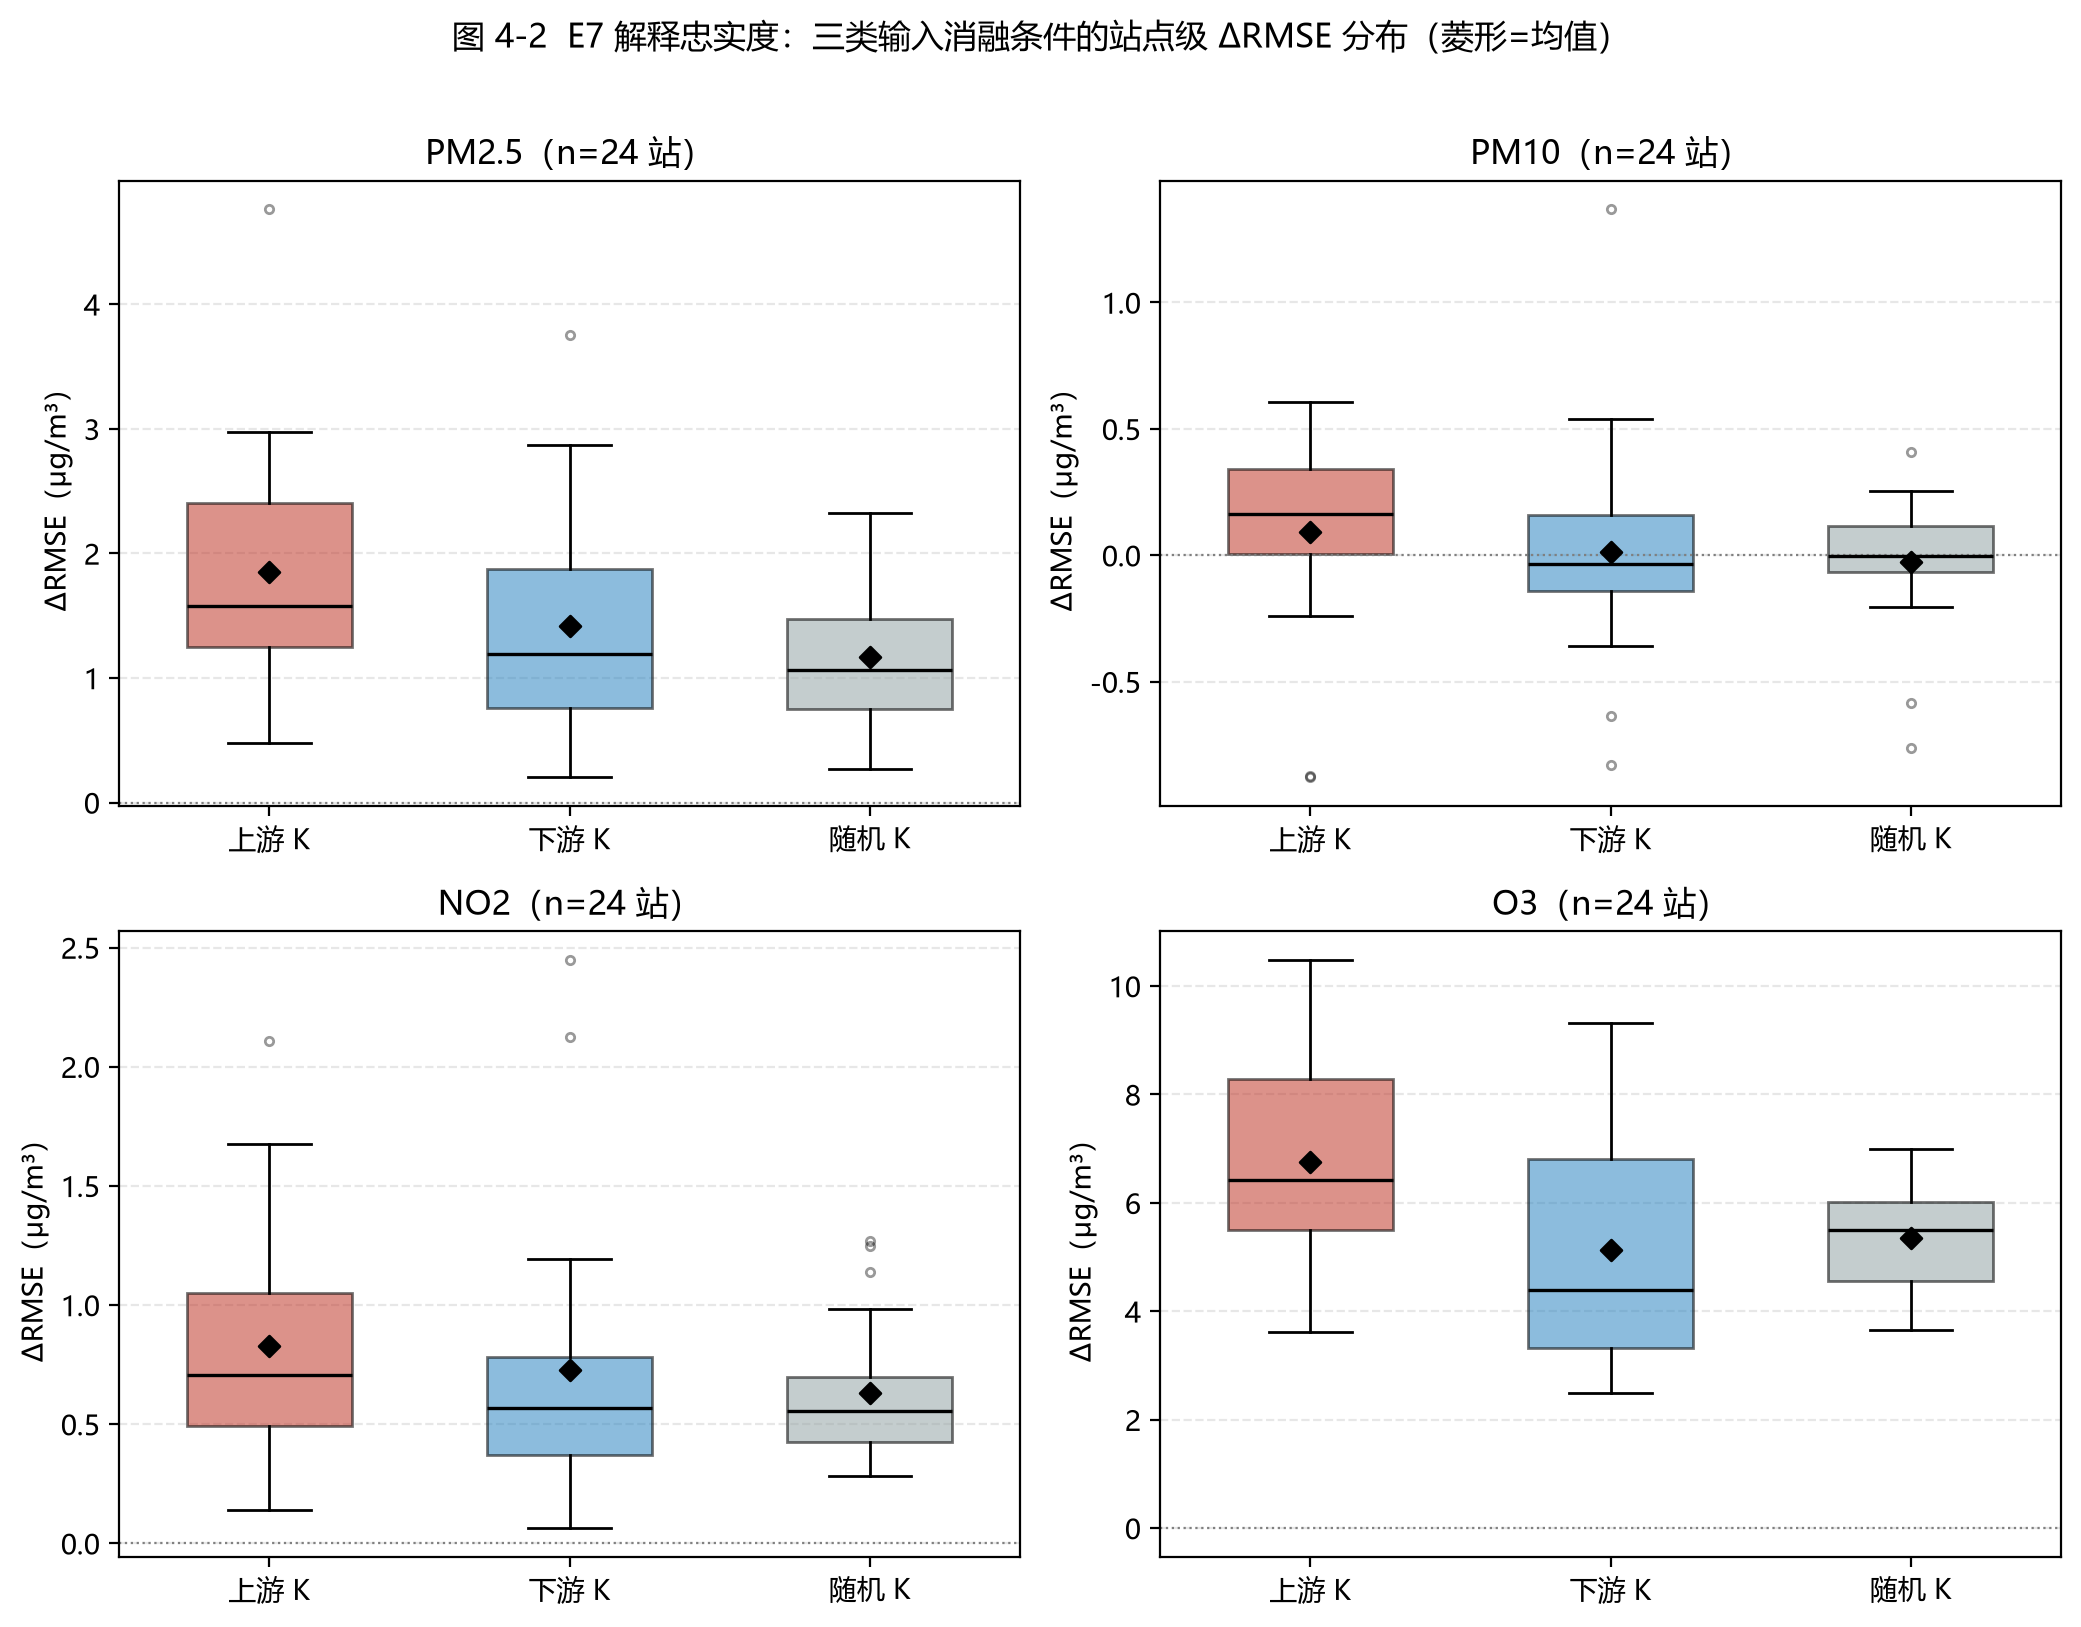 图 4-2 E7 解释忠实度：三类输入消融条件的站点级 ΔRMSE 分布（菱形=均值）
PM2.5（n=24 站）
ΔRMSE（μg/m³）
4
3
2
1
0
上游 K
下游 K
随机 K
PM10（n=24 站）
ΔRMSE（μg/m³）
1.0
0.5
0.0
-0.5
上游 K
下游 K
随机 K
NO2（n=24 站）
ΔRMSE（μg/m³）
2.5
2.0
1.5
1.0
0.5
0.0
上游 K
下游 K
随机 K
O3（n=24 站）
ΔRMSE（μg/m³）
10
8
6
4
2
0
上游 K
下游 K
随机 K